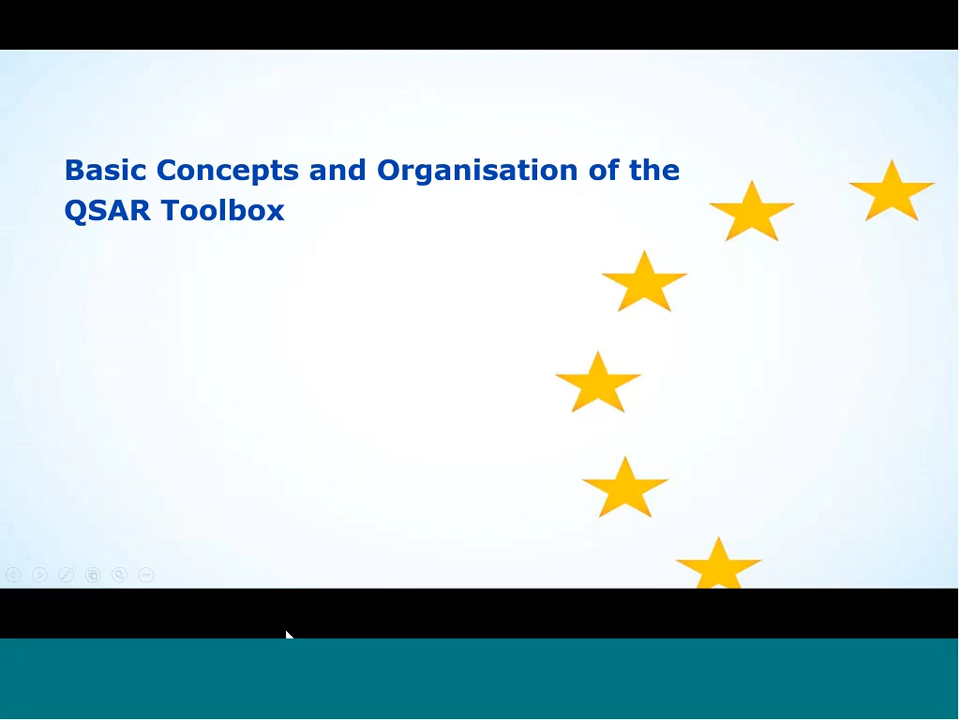 Basic Concepts and Organisation of the
QSAR Toolbox